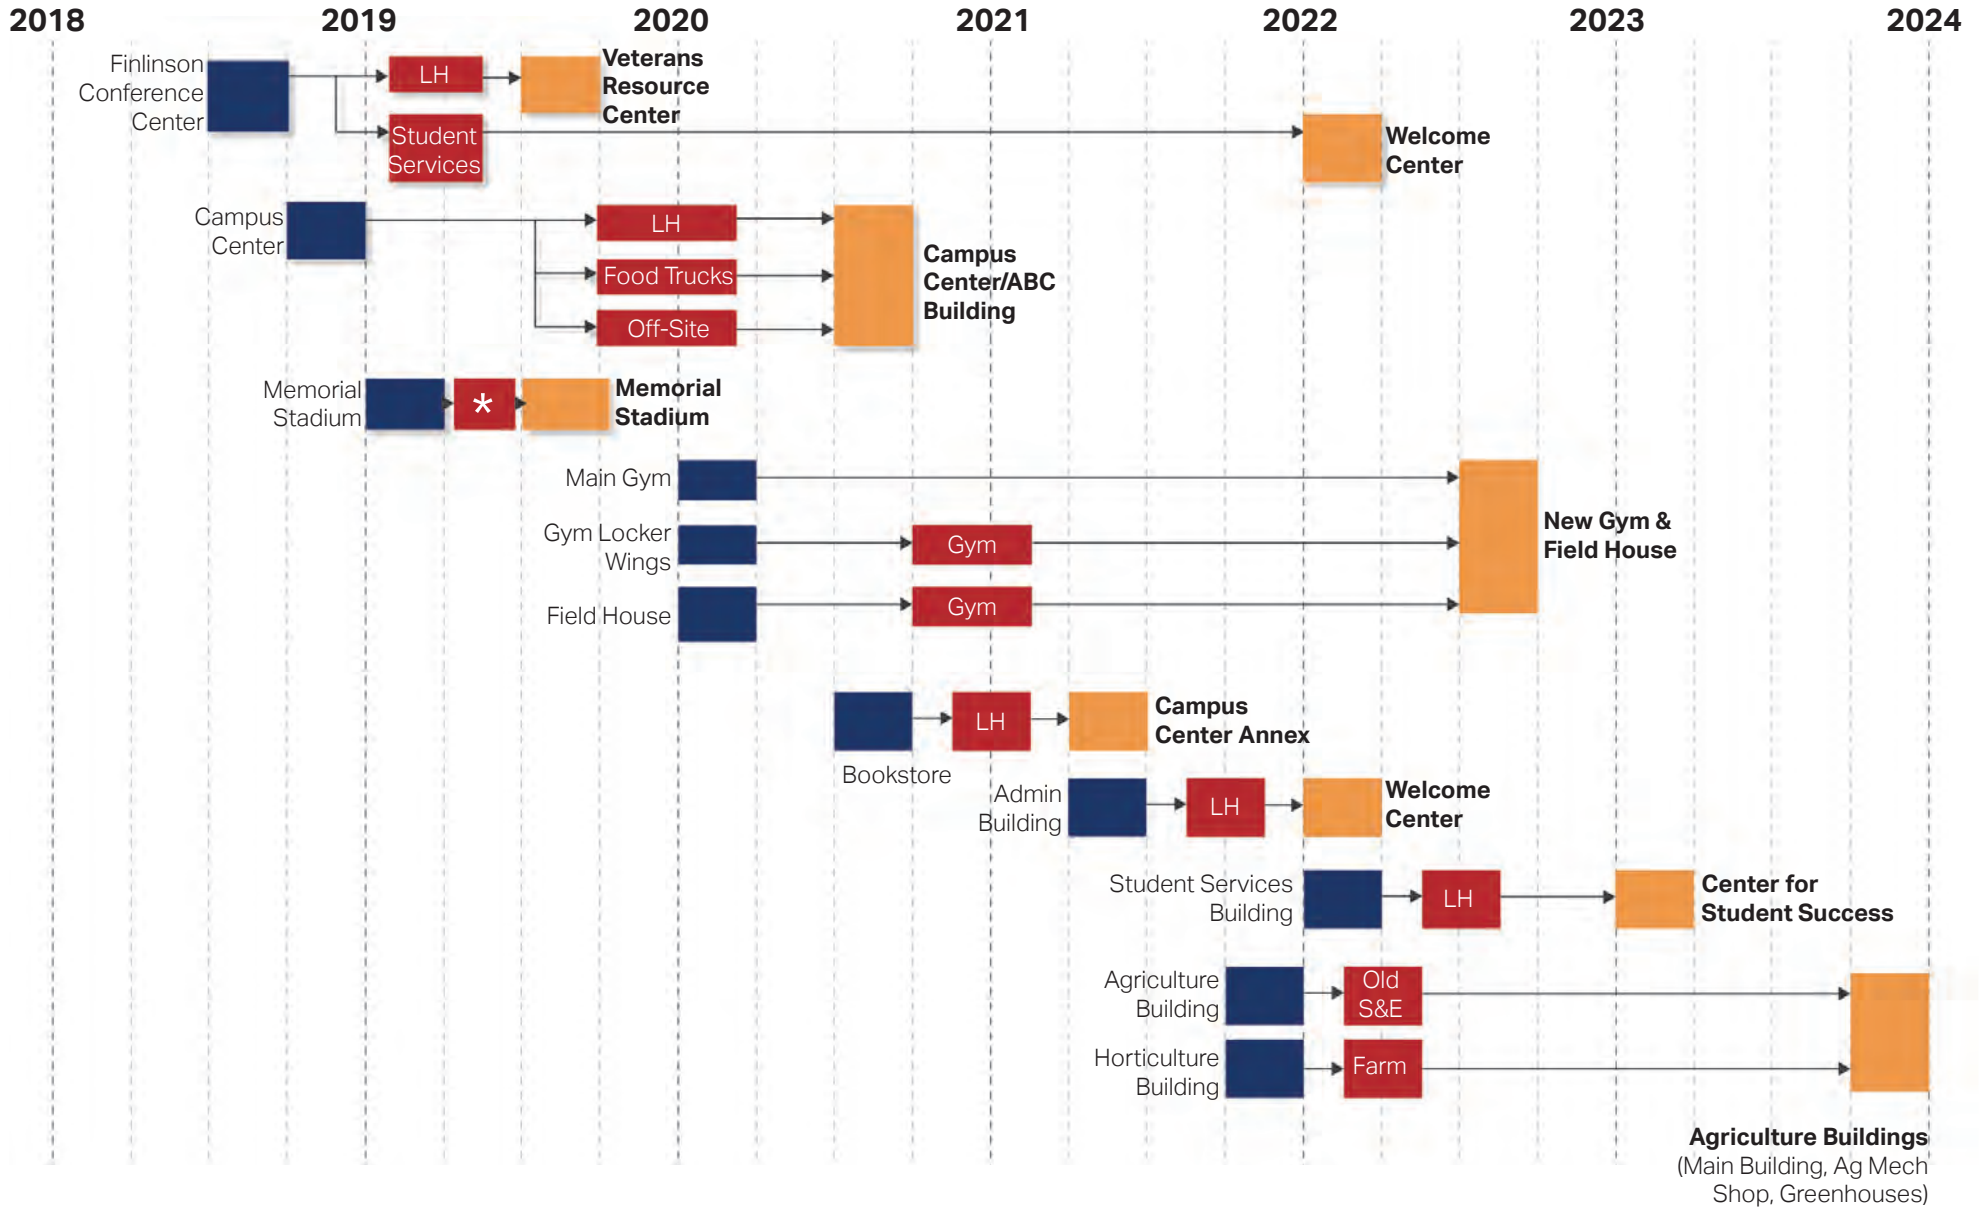 2018 2019 2020 2021 2022 2023 2024
Finlinson
Conference
Center
LH
Veterans
Resource
Center
Student
Services
Welcome
Center
Campus
Center
LH
Food Trucks
Off-Site
Campus
Center/ABC
Building
Memorial
Stadium
*
Memorial
Stadium
Main Gym
Gym Locker
Wings
Gym
Field House
Gym
New Gym &
Field House
Bookstore
LH
Campus
Center Annex
Admin
Building
LH
Welcome
Center
Student Services
Building
LH
Center for
Student Success
Agriculture
Building
Old
S&E
Horticulture
Building
Farm
Agriculture Buildings
(Main Building, Ag Mech
Shop, Greenhouses)